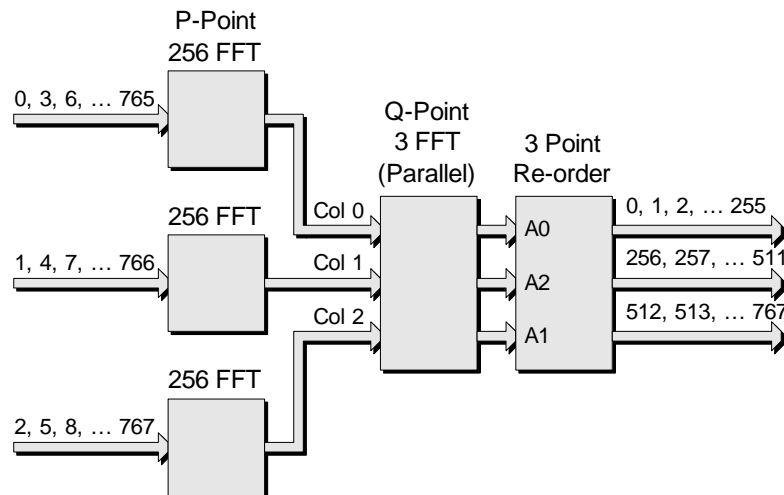 P-Point
256 FFT
0, 3, 6, … 765
Q-Point
3 FFT
(Parallel)
3 Point
Re-order
256 FFT
Col 0
A0
0, 1, 2, … 255
1, 4, 7, … 766
Col 1
A2
256, 257, … 511
Col 2
A1
512, 513, … 767
256 FFT
2, 5, 8, … 767